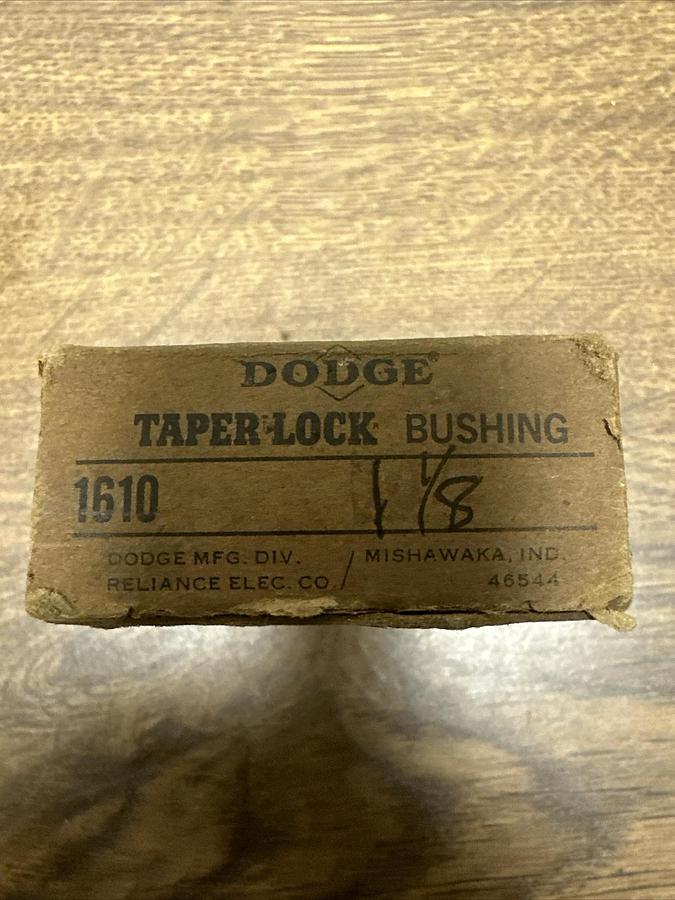 DODGE®
TAPER-LOCK BUSHING
1610 1 1/8
DODGE MFG. DIV. / MISHAWAKA, IND.
RELIANCE ELEC. CO. 46544